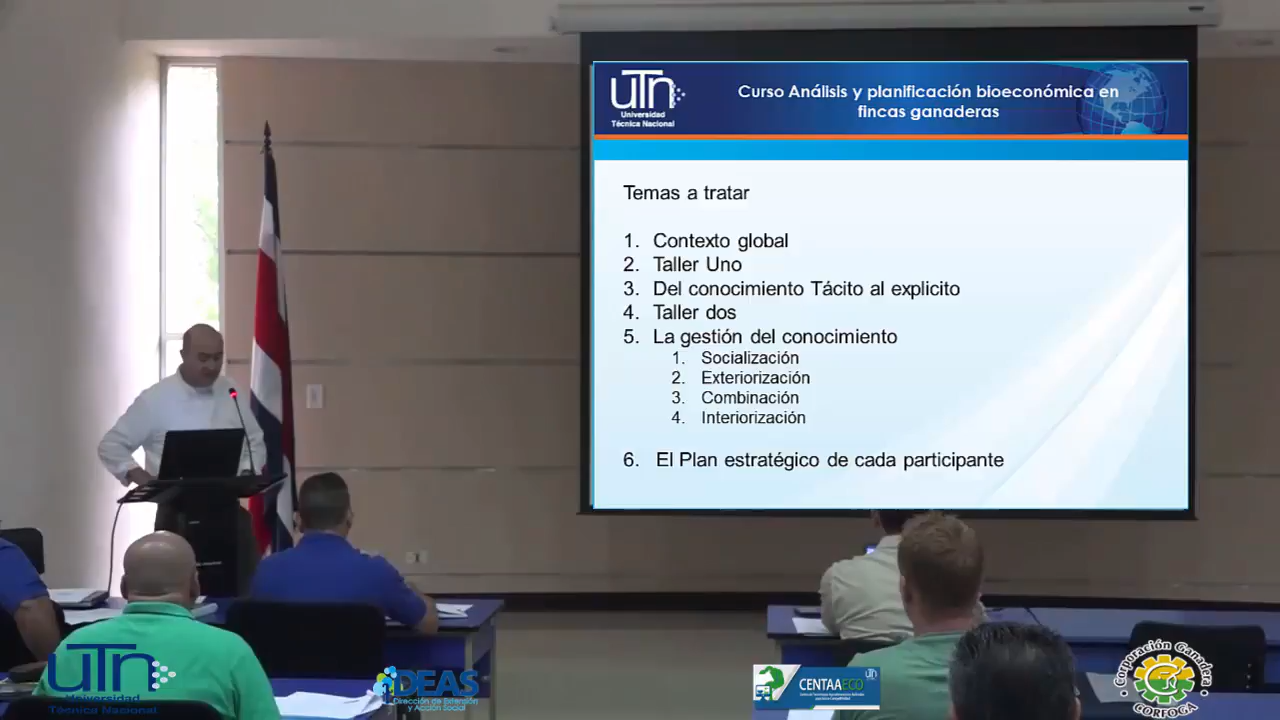 UTN
Universidad
Técnica Nacional
Curso Análisis y planificación bioeconómica en
fincas ganaderas
Temas a tratar
1. Contexto global
2. Taller Uno
3. Del conocimiento Tácito al explicito
4. Taller dos
5. La gestión del conocimiento
1. Socialización
2. Exteriorización
3. Combinación
4. Interiorización
6. El Plan estratégico de cada participante
UTN
Universidad
Técnica Nacional
DEAS
Dirección de Extensión
y Acción Social
CENTAAEGO
UTN
Corporación Ganadera
CORFOGA